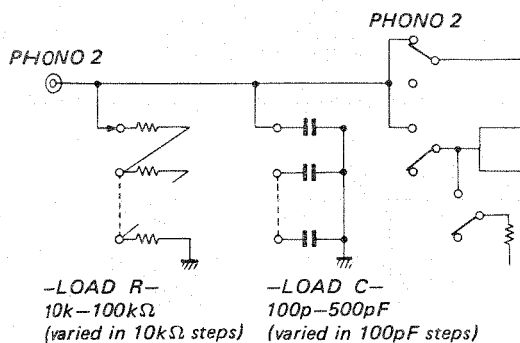 PHONO 2
PHONO 2
–LOAD R–
10k–100kΩ
(varied in 10kΩ steps)
–LOAD C–
100p–500pF
(varied in 100pF steps)